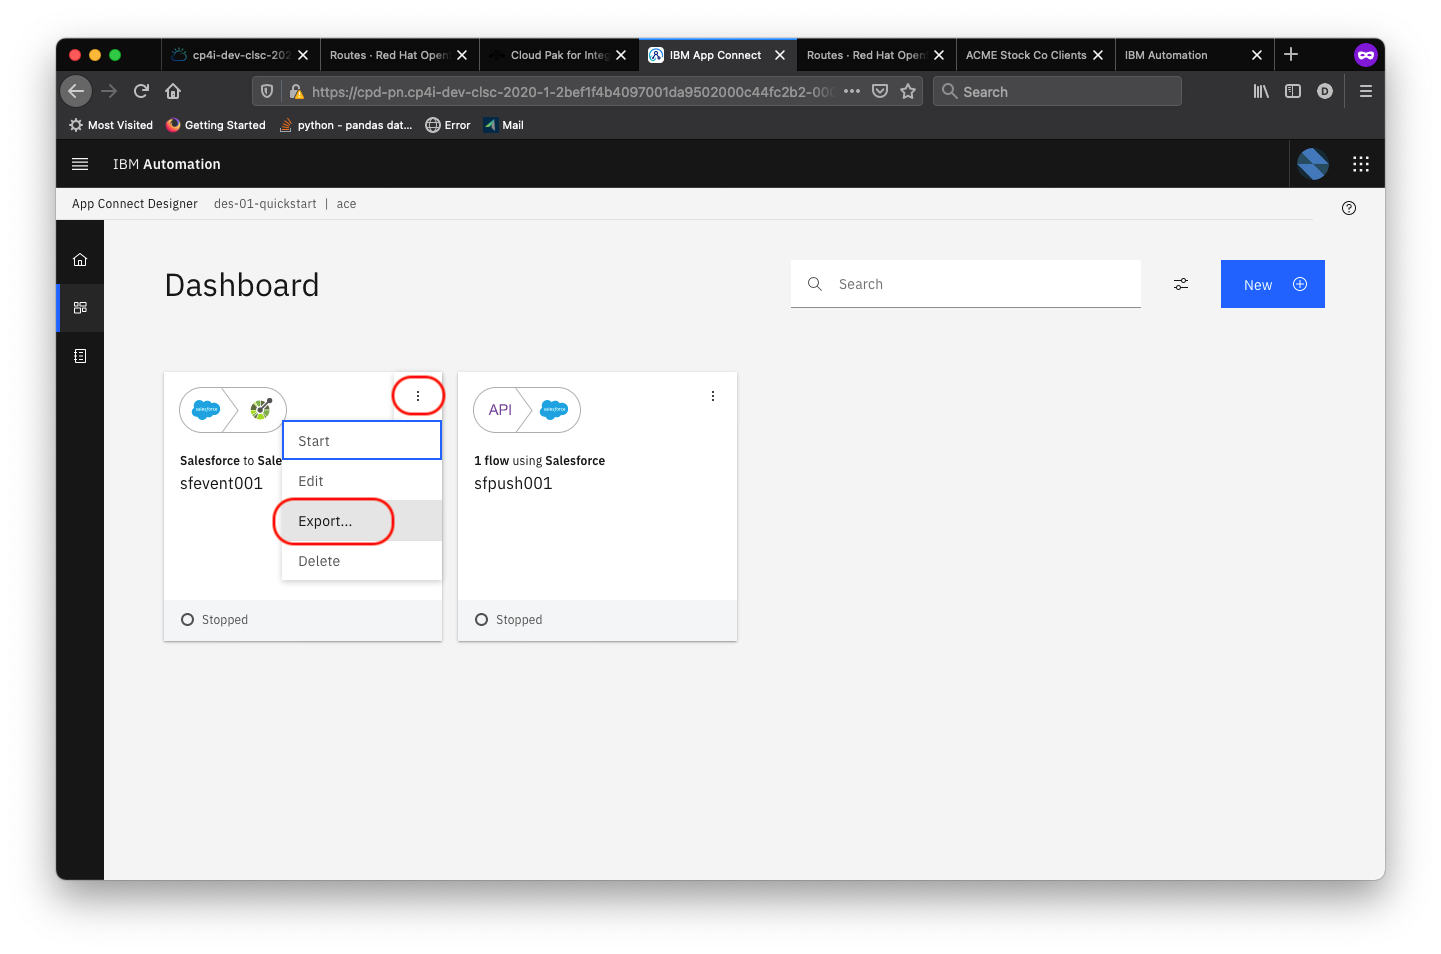 cp4i-dev-clsc-202
Routes · Red Hat Open
Cloud Pak for Integ
IBM App Connect
Routes · Red Hat Open
ACME Stock Co Clients
IBM Automation
https://cpd-pn.cp4i-dev-clsc-2020-1-2bef1f4b4097001da9502000c44fc2b2-000
Search
D
Most Visited
Getting Started
python - pandas dat...
Error
Mail
IBM Automation
App Connect Designer des-01-quickstart | ace
Dashboard
Search
New
salesforce
Salesforce to Sale
sfevent001
Start
Edit
Export...
Delete
Stopped
API
salesforce
1 flow using Salesforce
sfpush001
Stopped